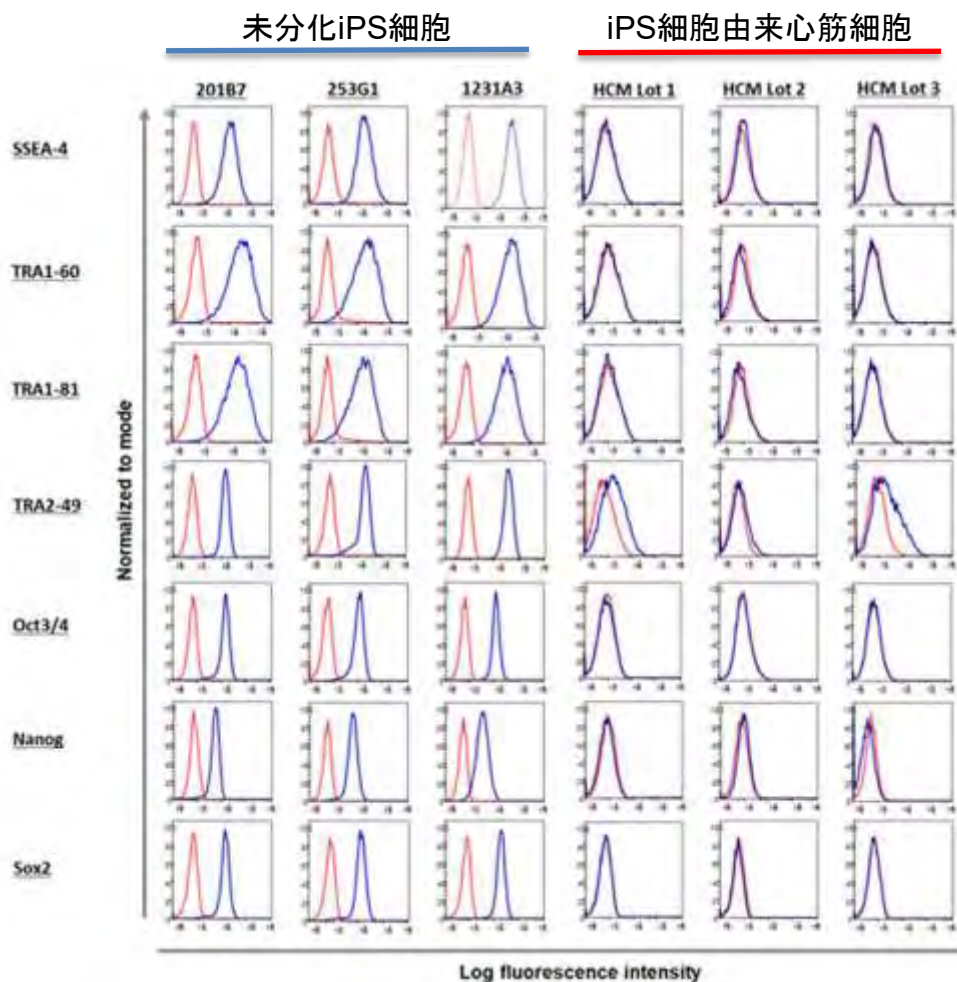 未分化iPS細胞
iPS細胞由来心筋細胞
201B7 253G1 1231A3 HCM Lot 1 HCM Lot 2 HCM Lot 3
SSEA-4
TRA1-60
TRA1-81
TRA2-49
Oct3/4
Nanog
Sox2
Normalized to mode
Log fluorescence intensity